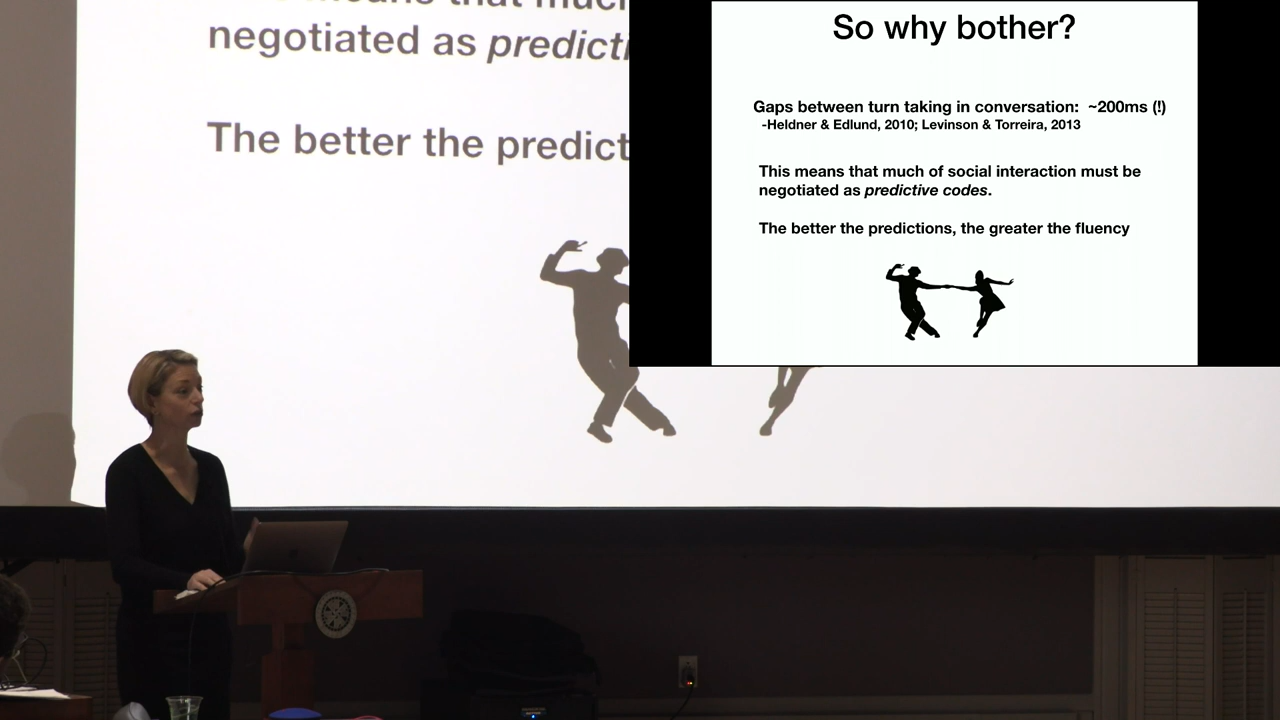 negotiated as predicti
The better the predict
So why bother?
Gaps between turn taking in conversation: ~200ms (!)
-Heldner & Edlund, 2010; Levinson & Torreira, 2013
This means that much of social interaction must be
negotiated as predictive codes.
The better the predictions, the greater the fluency